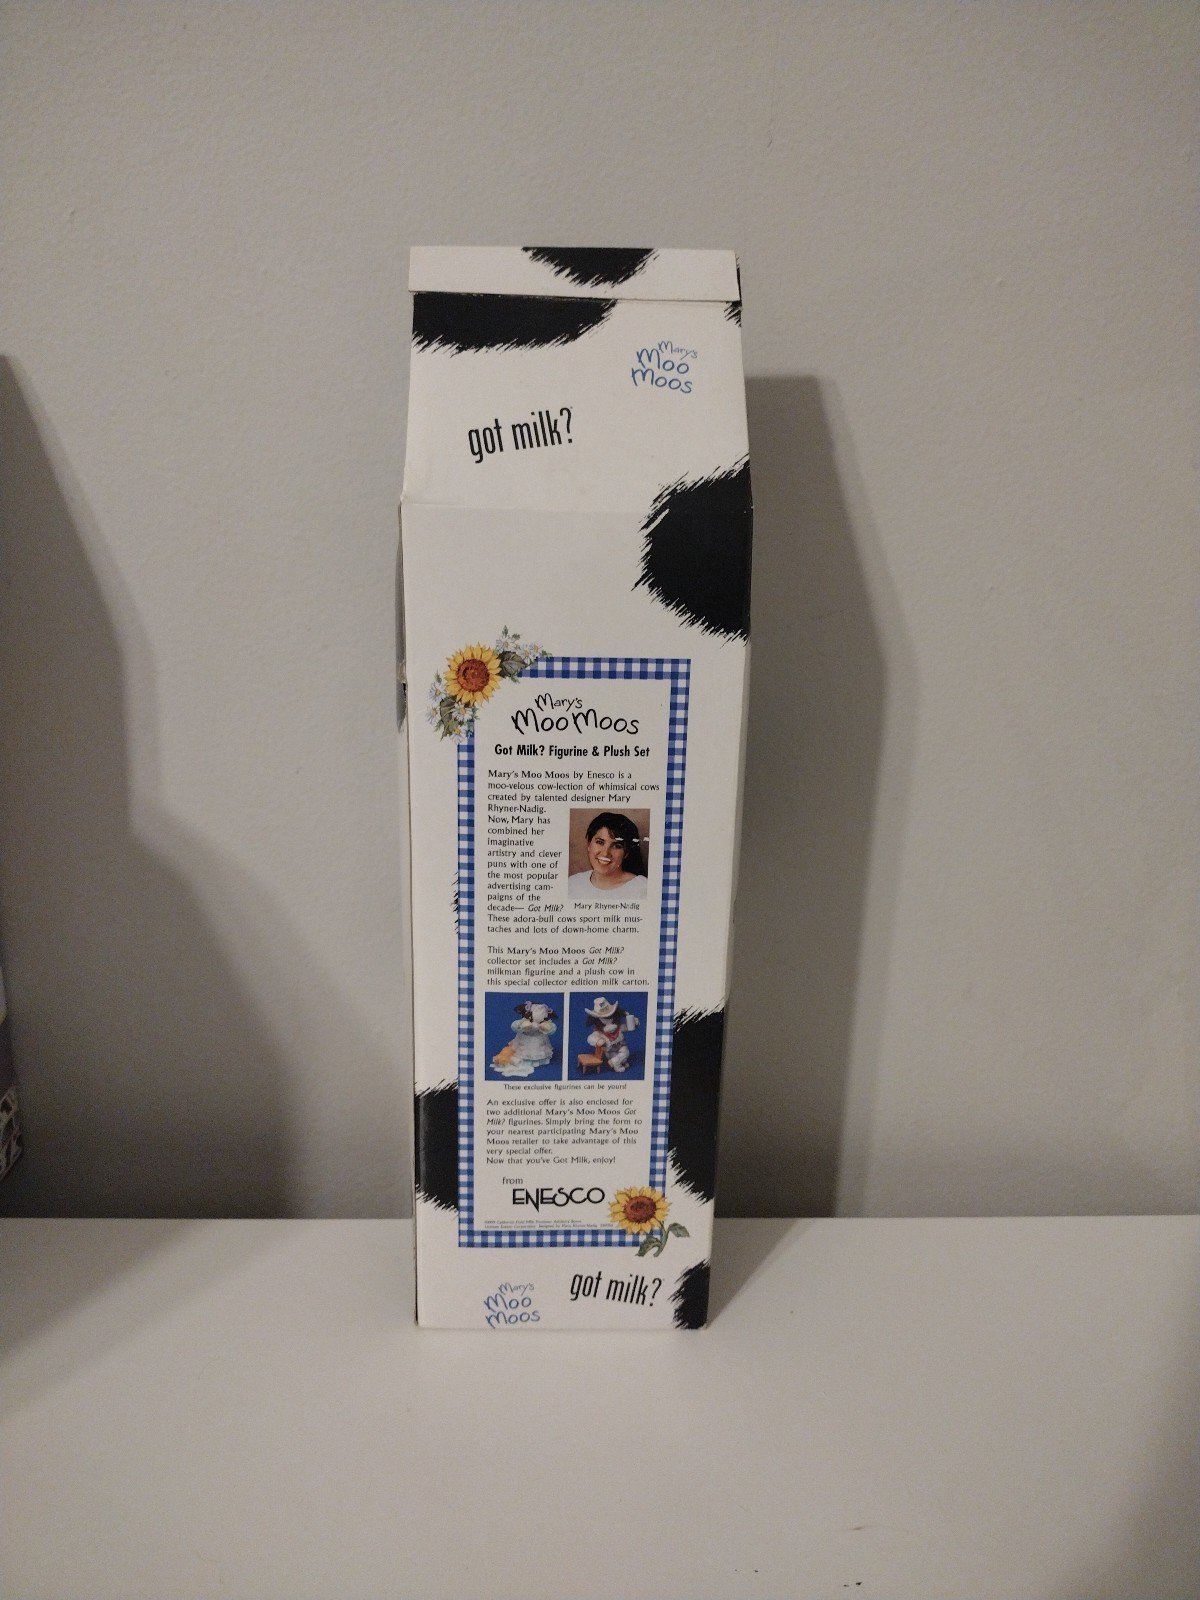 Mary's
Moo
Moos
got milk?
Mary's
Moo Moos
Got Milk? Figurine & Plush Set
Mary's Moo Moos by Enesco is a
moo-velous cow-lection of whimsical cows
created by talented designer Mary
Rhyner-Nadig.
Now, Mary has
combined her
imaginative
artistry and clever
puns with one of
the most popular
advertising cam-
paigns of the
decade— Got Milk?
Mary Rhyner-Nadig
These adora-bull cows sport milk mus-
taches and lots of down-home charm.
This Mary's Moo Moos Got Milk?
collector set includes a Got Milk?
milkman figurine and a plush cow in
this special collector edition milk carton.
These exclusive figurines can be yours!
An exclusive offer is also enclosed for
two additional Mary's Moo Moos Got
Milk? figurines. Simply bring the form to
your nearest participating Mary's Moo
Moos retailer to take advantage of this
very special offer.
Now that you've Got Milk, enjoy!
from
ENESCO
Mary's
Moo
Moos
got milk?